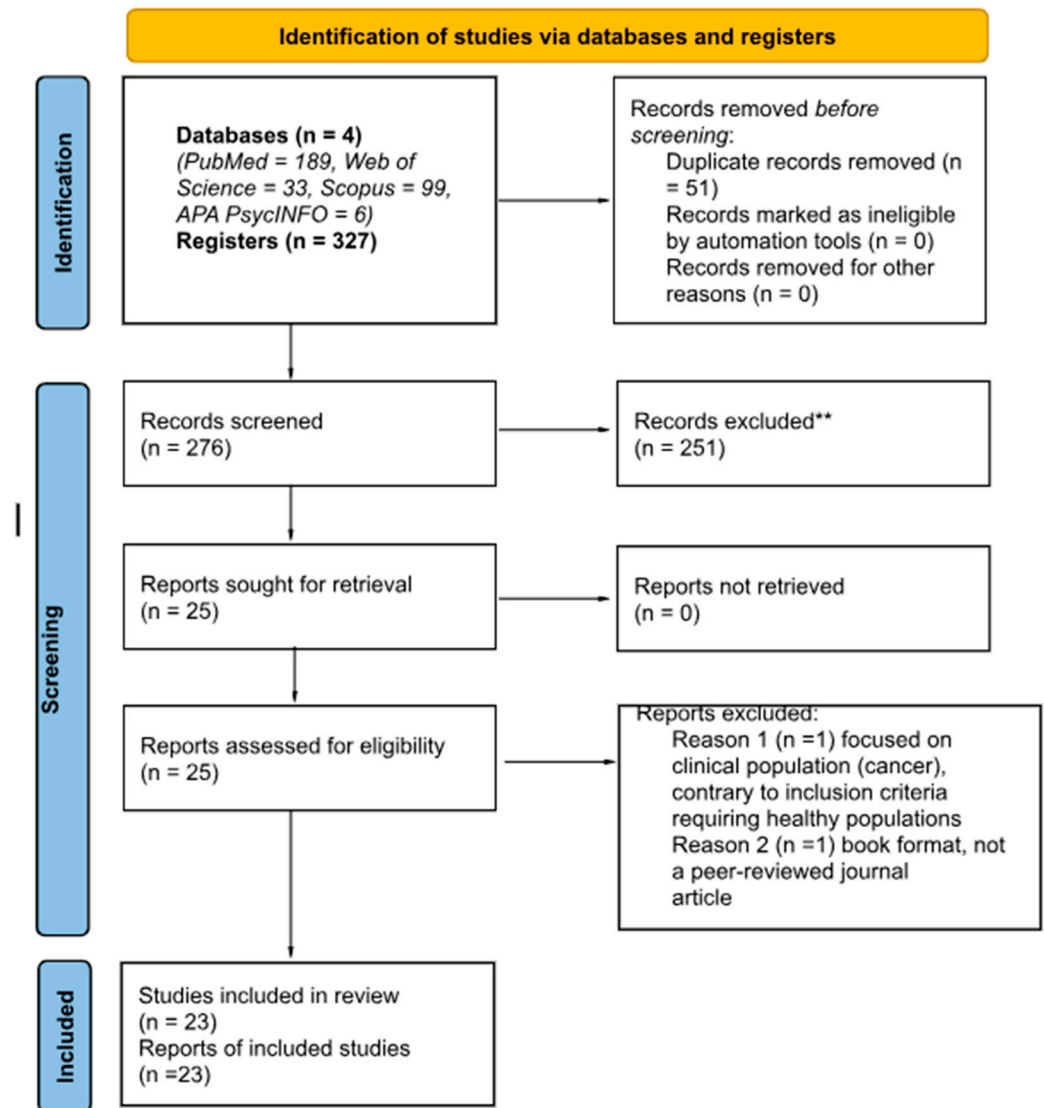 Identification of studies via databases and registers
Identification
Databases (n = 4)
(PubMed = 189, Web of
Science = 33, Scopus = 99,
APA PsycINFO = 6)
Registers (n = 327)
Records removed before
screening:
Duplicate records removed (n
= 51)
Records marked as ineligible
by automation tools (n = 0)
Records removed for other
reasons (n = 0)
Screening
Records screened
(n = 276)
Records excluded**
(n = 251)
Reports sought for retrieval
(n = 25)
Reports not retrieved
(n = 0)
Reports assessed for eligibility
(n = 25)
Reports excluded:
Reason 1 (n =1) focused on
clinical population (cancer),
contrary to inclusion criteria
requiring healthy populations
Reason 2 (n =1) book format, not
a peer-reviewed journal
article
Included
Studies included in review
(n = 23)
Reports of included studies
(n =23)